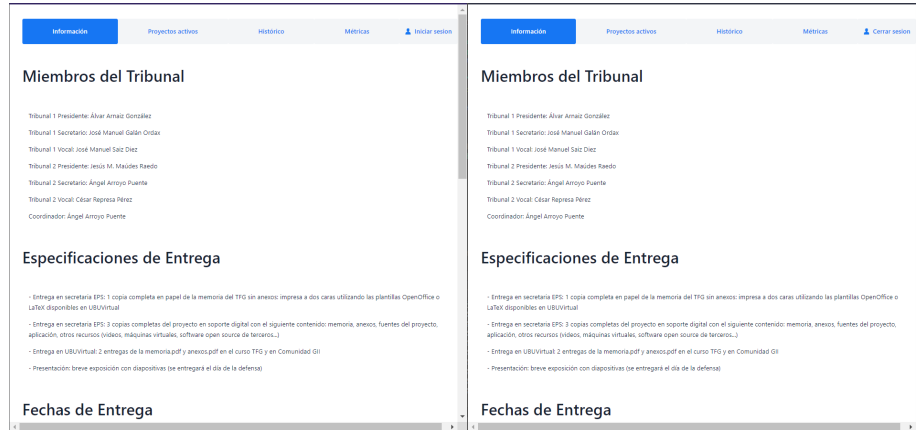 Información Proyectos activos Histórico Métricas Iniciar sesion
Miembros del Tribunal
Tribunal 1 Presidente: Álvar Arnaiz González
Tribunal 1 Secretario: José Manuel Galán Ordax
Tribunal 1 Vocal: José Manuel Saiz Diez
Tribunal 2 Presidente: Jesús M. Maúdes Raedo
Tribunal 2 Secretario: Ángel Arroyo Puente
Tribunal 2 Vocal: César Represa Pérez
Coordinador: Ángel Arroyo Puente
Especificaciones de Entrega
- Entrega en secretaria EPS: 1 copia completa en papel de la memoria del TFG sin anexos: impresa a dos caras utilizando las plantillas OpenOffice o
LaTeX disponibles en UBUVirtual
- Entrega en secretaria EPS: 3 copias completas del proyecto en soporte digital con el siguiente contenido: memoria, anexos, fuentes del proyecto,
aplicación, otros recursos (videos, máquinas virtuales, software open source de terceros...)
- Entrega en UBUVirtual: 2 entregas de la memoria.pdf y anexos.pdf en el curso TFG y en Comunidad GII
- Presentación: breve exposición con diapositivas (se entregará el día de la defensa)
Fechas de Entrega
Información Proyectos activos Histórico Métricas Cerrar sesion
Miembros del Tribunal
Tribunal 1 Presidente: Álvar Arnaiz González
Tribunal 1 Secretario: José Manuel Galán Ordax
Tribunal 1 Vocal: José Manuel Saiz Diez
Tribunal 2 Presidente: Jesús M. Maúdes Raedo
Tribunal 2 Secretario: Ángel Arroyo Puente
Tribunal 2 Vocal: César Represa Pérez
Coordinador: Ángel Arroyo Puente
Especificaciones de Entrega
- Entrega en secretaria EPS: 1 copia completa en papel de la memoria del TFG sin anexos: impresa a dos caras utilizando las plantillas OpenOffice o
LaTeX disponibles en UBUVirtual
- Entrega en secretaria EPS: 3 copias completas del proyecto en soporte digital con el siguiente contenido: memoria, anexos, fuentes del proyecto,
aplicación, otros recursos (videos, máquinas virtuales, software open source de terceros...)
- Entrega en UBUVirtual: 2 entregas de la memoria.pdf y anexos.pdf en el curso TFG y en Comunidad GII
- Presentación: breve exposición con diapositivas (se entregará el día de la defensa)
Fechas de Entrega